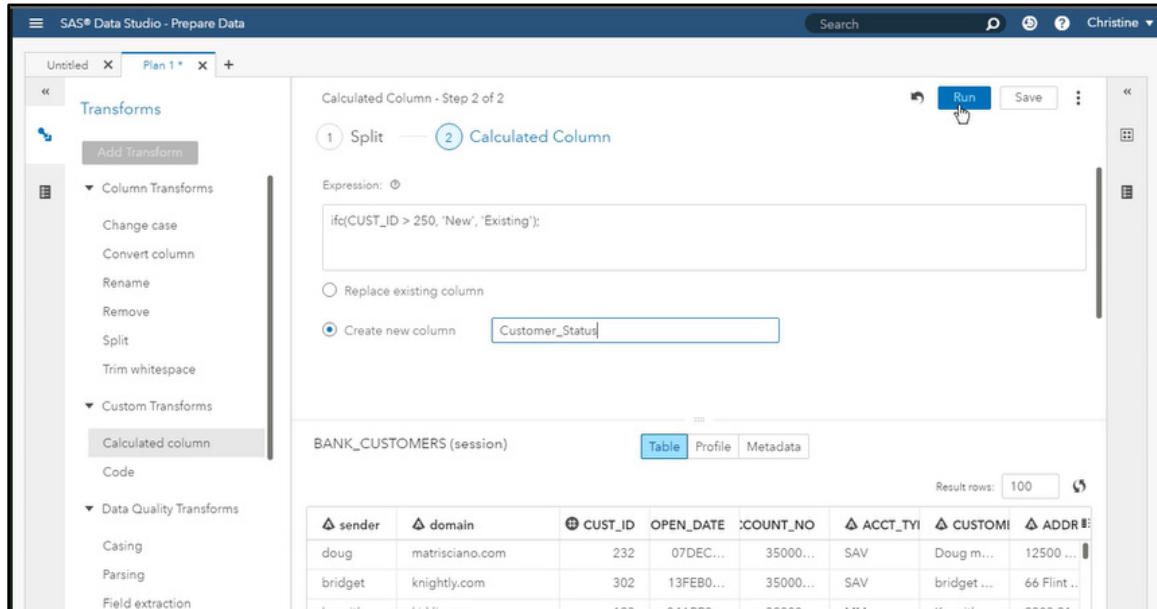 SAS® Data Studio - Prepare Data
Search
Christine
Untitled
Plan 1*
Transforms
Add Transform
Column Transforms
Change case
Convert column
Rename
Remove
Split
Trim whitespace
Custom Transforms
Calculated column
Code
Data Quality Transforms
Casing
Parsing
Field extraction
Calculated Column - Step 2 of 2
Run
Save
1 Split
2 Calculated Column
Expression:
ifc(CUST_ID > 250, 'New', 'Existing');
Replace existing column
Create new column
Customer_Status
BANK_CUSTOMERS (session)
Table Profile Metadata
Result rows: 100
sender domain CUST_ID OPEN_DATE COUNT_NO ACCT_TYI CUSTOMI ADDR
doug matrisciano.com 232 07DEC... 35000... SAV Doug m... 12500 ...
bridget knightly.com 302 13FEB0... 35000... SAV bridget ... 66 Flint ..